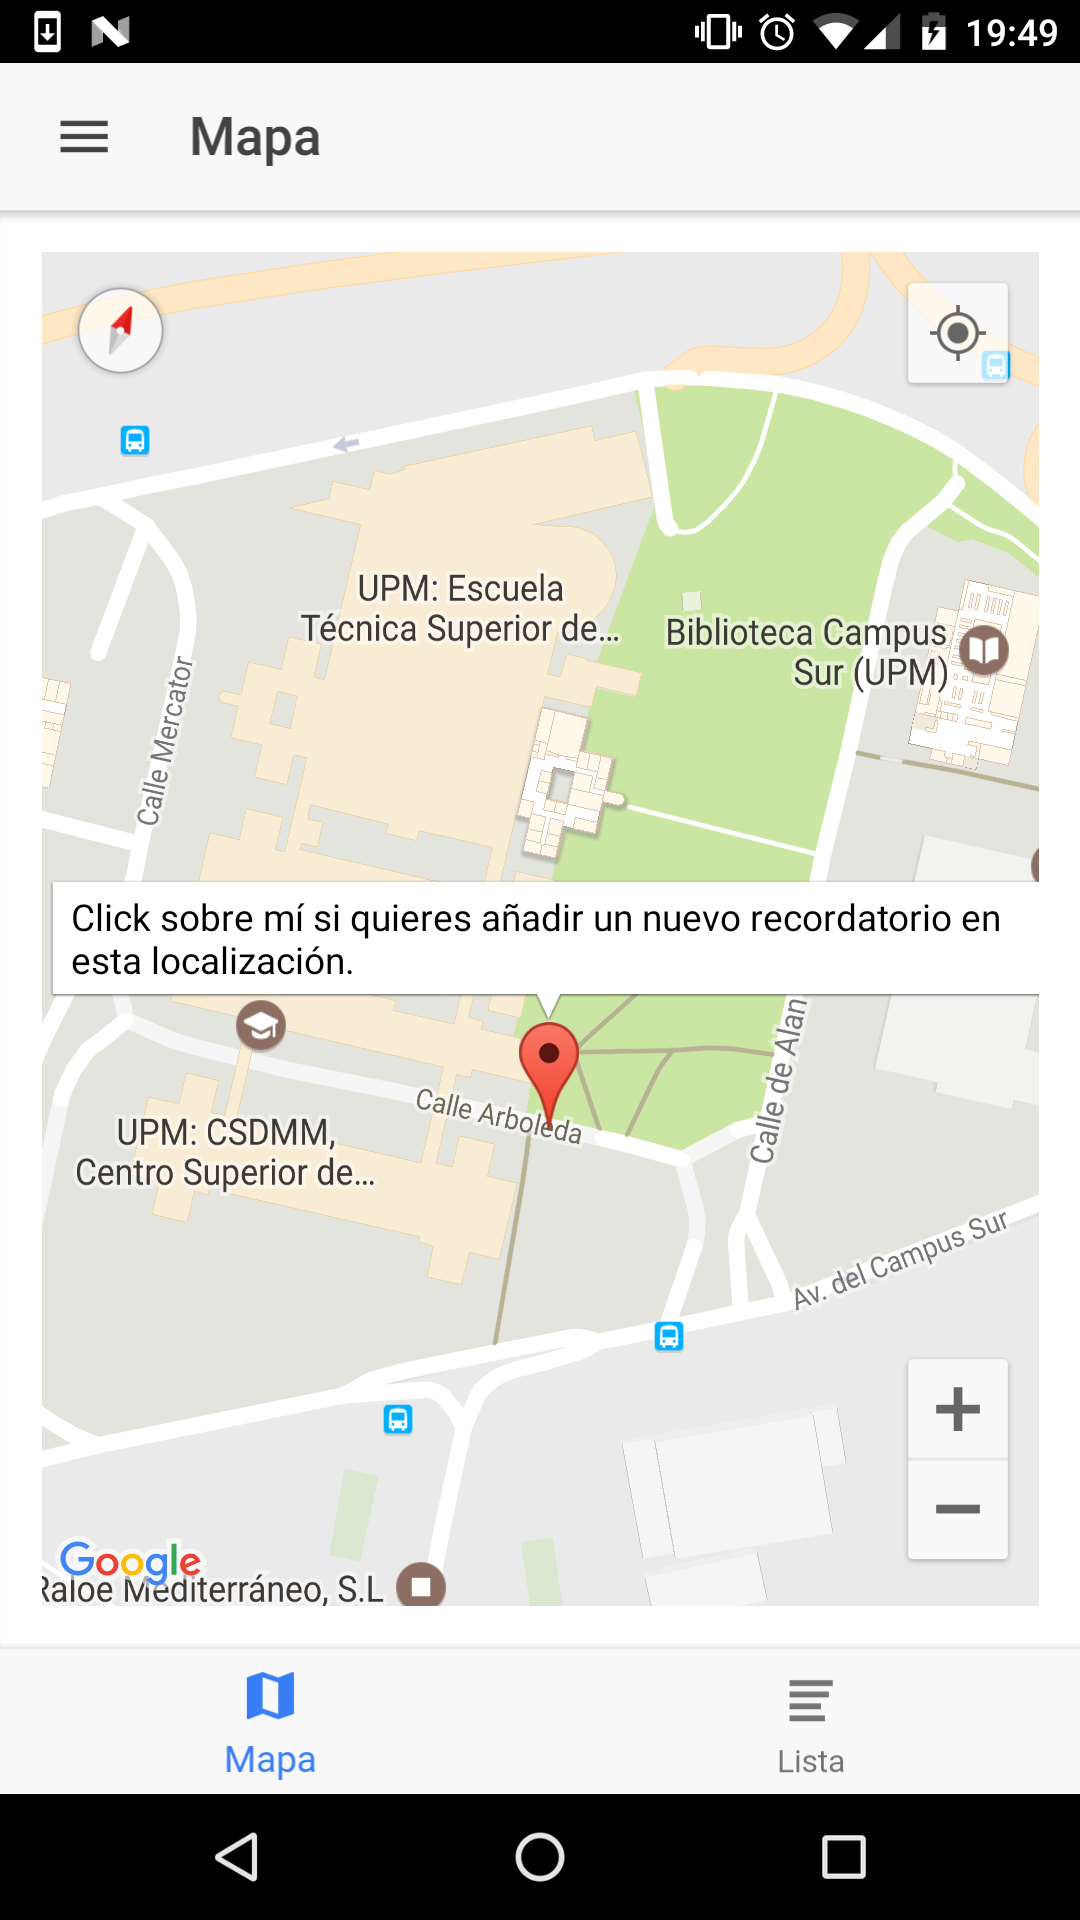 19:49
Mapa
UPM: Escuela
Técnica Superior de...
Biblioteca Campus
Sur (UPM)
Calle Mercator
Click sobre mí si quieres añadir un nuevo recordatorio en
esta localización.
Calle de Alan
Calle Arboleda
UPM: CSDMM,
Centro Superior de...
Av. del Campus Sur
Google
Raloe Mediterráneo, S.L
Mapa
Lista